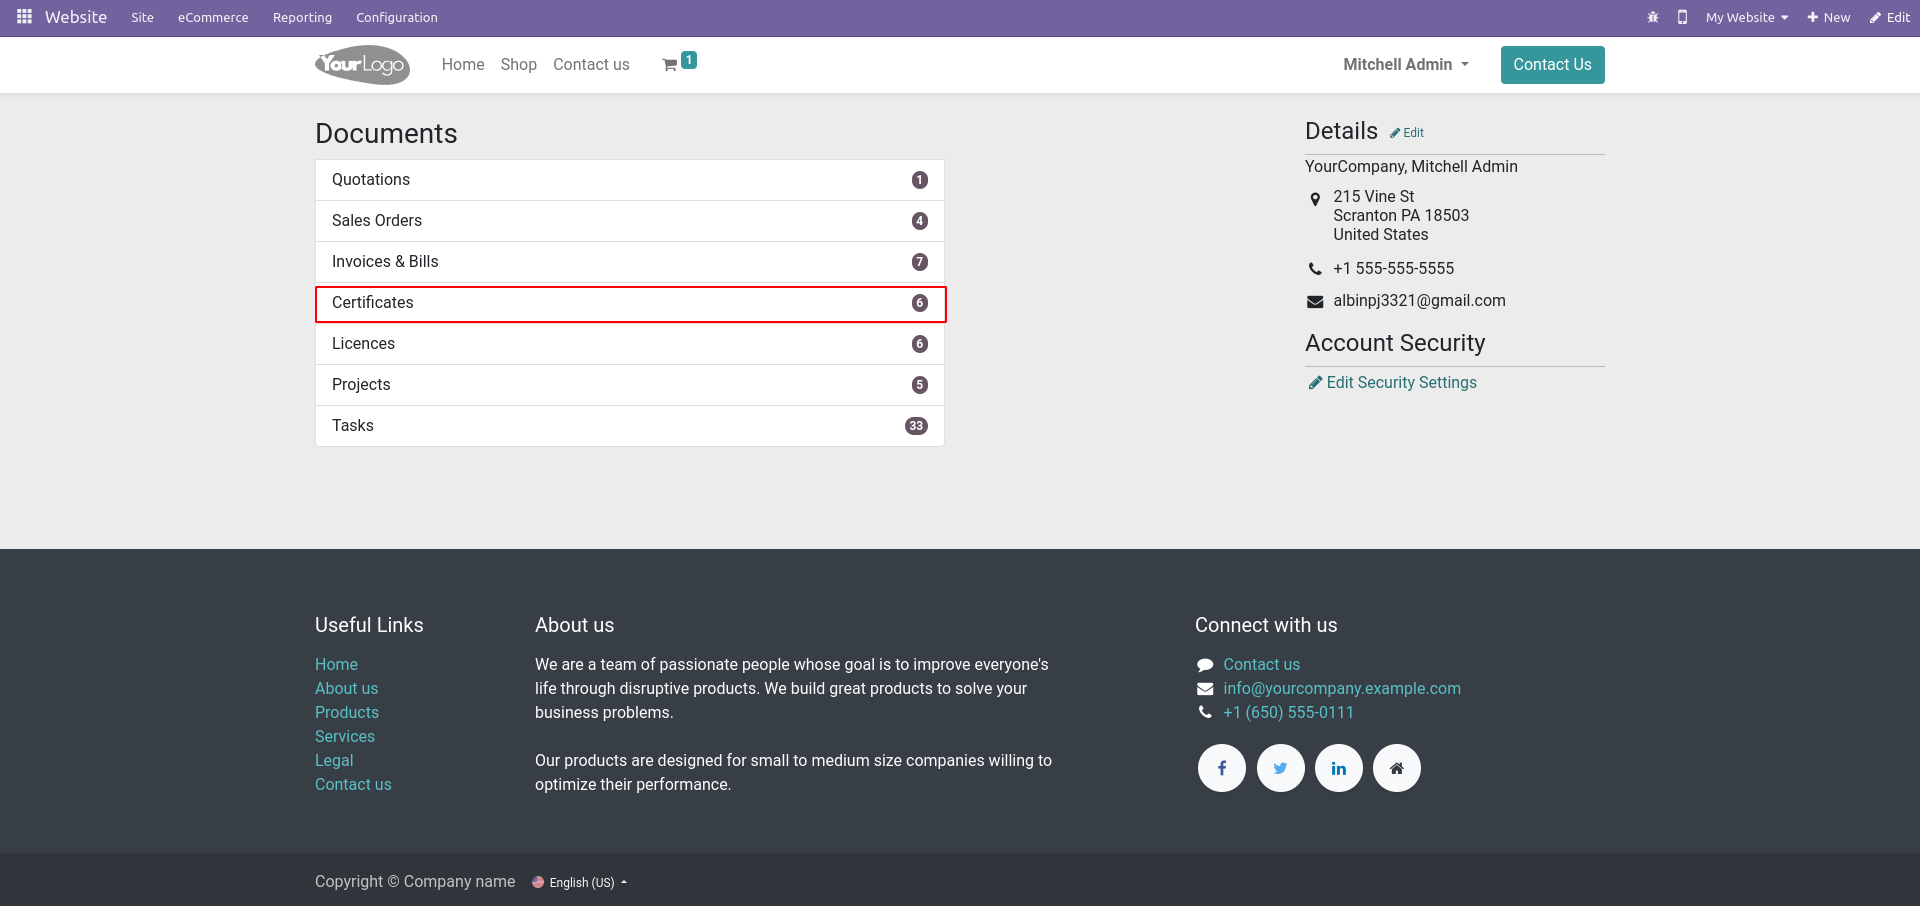 Website Site eCommerce Reporting Configuration My Website New Edit
YourLogo Home Shop Contact us 1 Mitchell Admin Contact Us
Documents
Quotations 1
Sales Orders 4
Invoices & Bills 7
Certificates 6
Licences 6
Projects 5
Tasks 33
Details Edit
YourCompany, Mitchell Admin
215 Vine St
Scranton PA 18503
United States
+1 555-555-5555
albinpj3321@gmail.com
Account Security
Edit Security Settings
Useful Links
Home
About us
Products
Services
Legal
Contact us
About us
We are a team of passionate people whose goal is to improve everyone's
life through disruptive products. We build great products to solve your
business problems.
Our products are designed for small to medium size companies willing to
optimize their performance.
Connect with us
Contact us
info@yourcompany.example.com
+1 (650) 555-0111
Copyright © Company name English (US)